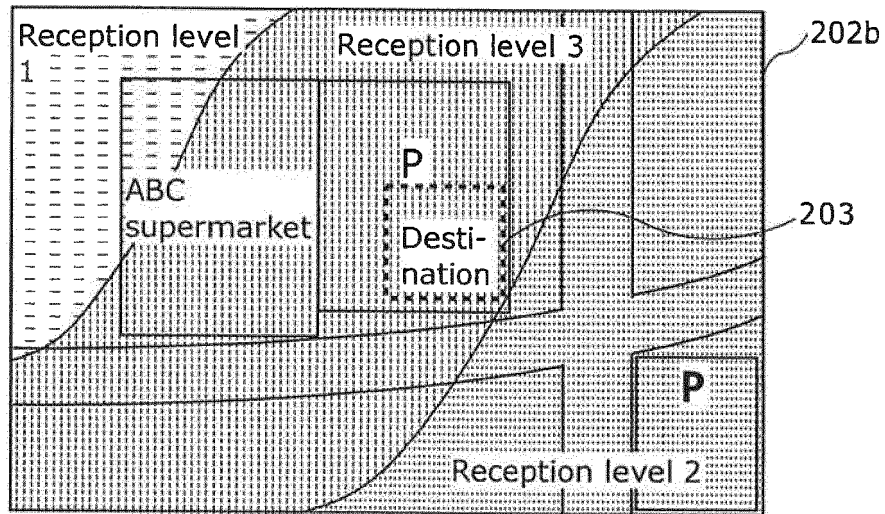 Reception level
1
Reception level 3
202b
P
ABC
supermarket
203
Desti-
nation
P
Reception level 2